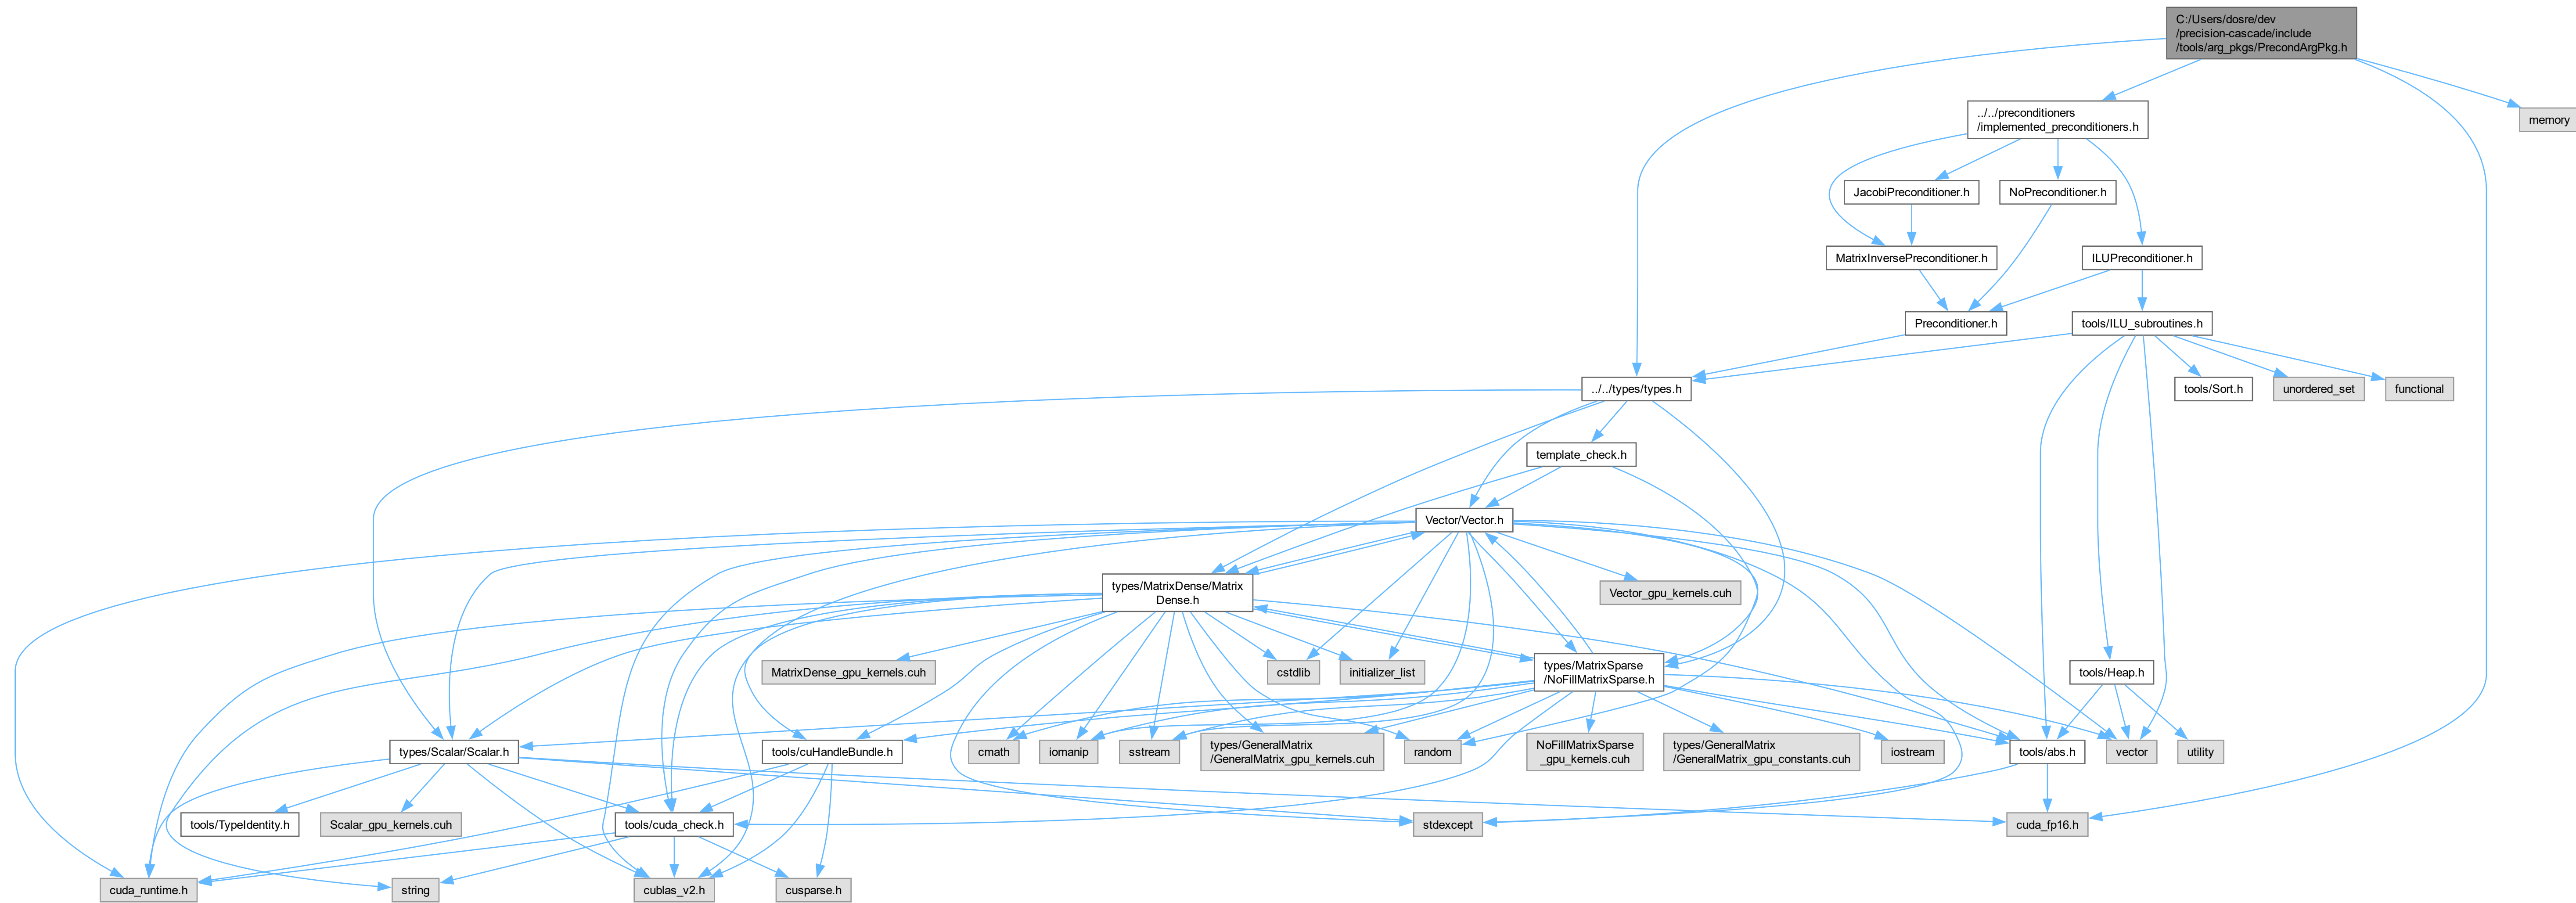 C:/Users/dosre/dev
/precision-cascade/include
/tools/arg_pkgs/PrecondArgPkg.h
../../preconditioners
/implemented_preconditioners.h
memory
JacobiPreconditioner.h
NoPreconditioner.h
MatrixInversePreconditioner.h
ILUPreconditioner.h
Preconditioner.h
tools/ILU_subroutines.h
../../types/types.h
tools/Sort.h
unordered_set
functional
template_check.h
Vector/Vector.h
types/MatrixDense/Matrix
Dense.h
Vector_gpu_kernels.cuh
MatrixDense_gpu_kernels.cuh
cstdlib
initializer_list
types/MatrixSparse
/NoFillMatrixSparse.h
tools/Heap.h
types/Scalar/Scalar.h
tools/cuHandleBundle.h
cmath
iomanip
sstream
types/GeneralMatrix
/GeneralMatrix_gpu_kernels.cuh
random
NoFillMatrixSparse
_gpu_kernels.cuh
types/GeneralMatrix
/GeneralMatrix_gpu_constants.cuh
iostream
tools/abs.h
vector
utility
tools/TypeIdentity.h
Scalar_gpu_kernels.cuh
tools/cuda_check.h
stdexcept
cuda_fp16.h
cuda_runtime.h
string
cublas_v2.h
cusparse.h